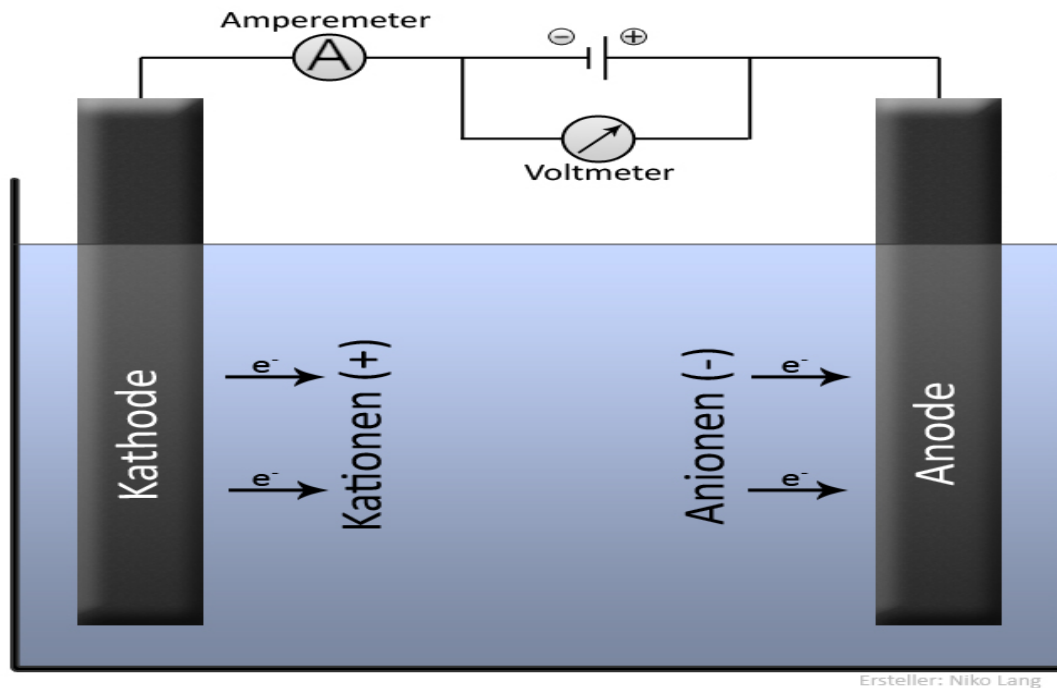 Amperemeter
A
⊖ ⊕
Voltmeter
Kathode
e⁻
e⁻
Kationen (+)
Anionen (-)
e⁻
e⁻
Anode
Ersteller: Niko Lang